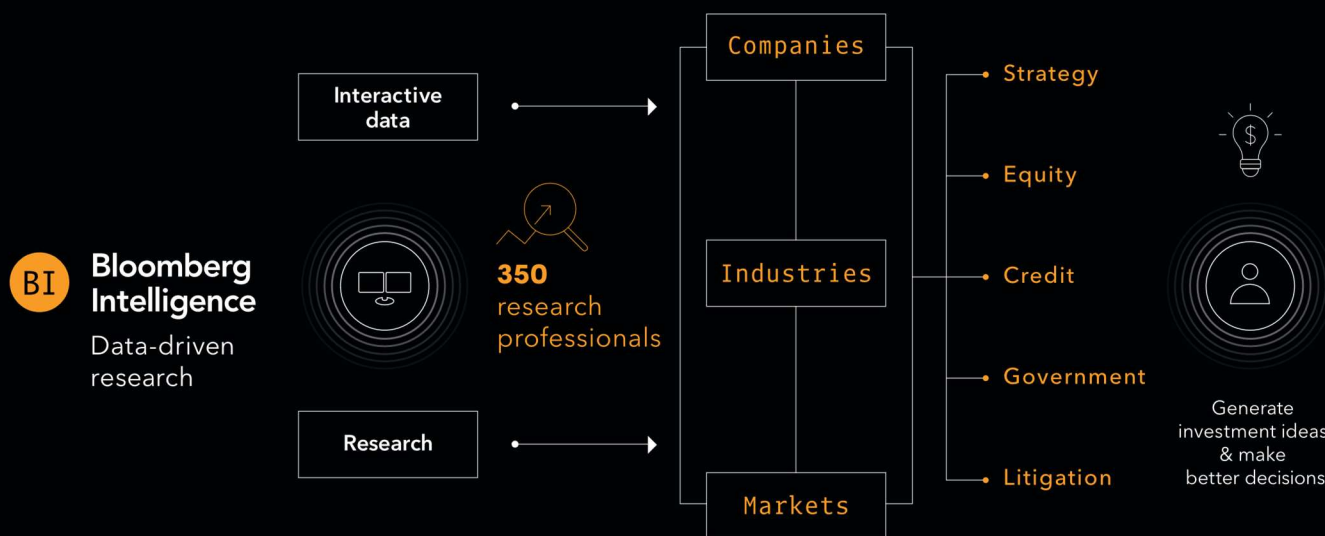 BI
Bloomberg
Intelligence
Data-driven
research
Interactive
data
350
research
professionals
Research
Companies
Industries
Markets
Strategy
Equity
Credit
Government
Litigation
$
Generate
investment ideas
& make
better decisions